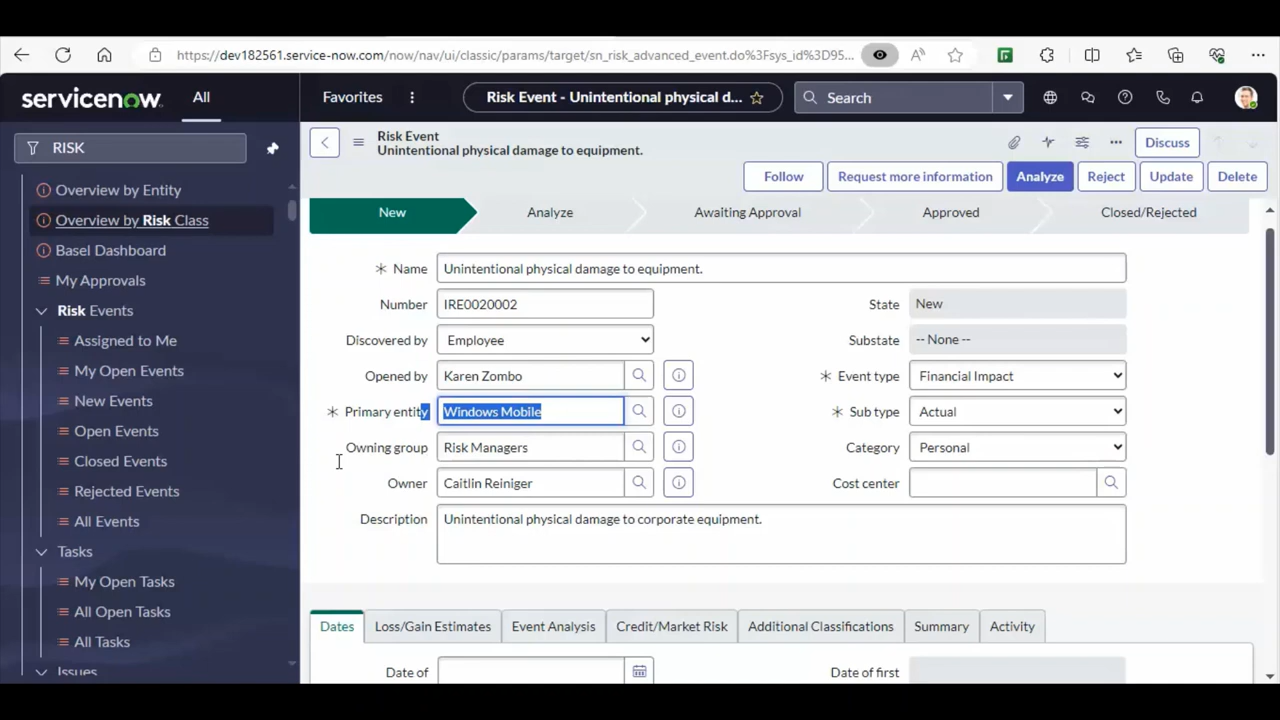 https://dev182561.service-now.com/now/nav/ui/classic/params/target/sn_risk_advanced_event.do%3Fsys_id%3D95...
servicenow
All
Favorites
Risk Event - Unintentional physical d...
Search
RISK
Overview by Entity
Overview by Risk Class
Basel Dashboard
My Approvals
Risk Events
Assigned to Me
My Open Events
New Events
Open Events
Closed Events
Rejected Events
All Events
Tasks
My Open Tasks
All Open Tasks
All Tasks
Issues
Risk Event
Unintentional physical damage to equipment.
Discuss
Follow
Request more information
Analyze
Reject
Update
Delete
New
Analyze
Awaiting Approval
Approved
Closed/Rejected
Name Unintentional physical damage to equipment.
Number IRE0020002
State New
Discovered by Employee
Substate -- None --
Opened by Karen Zombo
Event type Financial Impact
Primary entity Windows Mobile
Sub type Actual
Owning group Risk Managers
Category Personal
Owner Caitlin Reiniger
Cost center
Description Unintentional physical damage to corporate equipment.
Dates
Loss/Gain Estimates
Event Analysis
Credit/Market Risk
Additional Classifications
Summary
Activity
Date of
Date of first